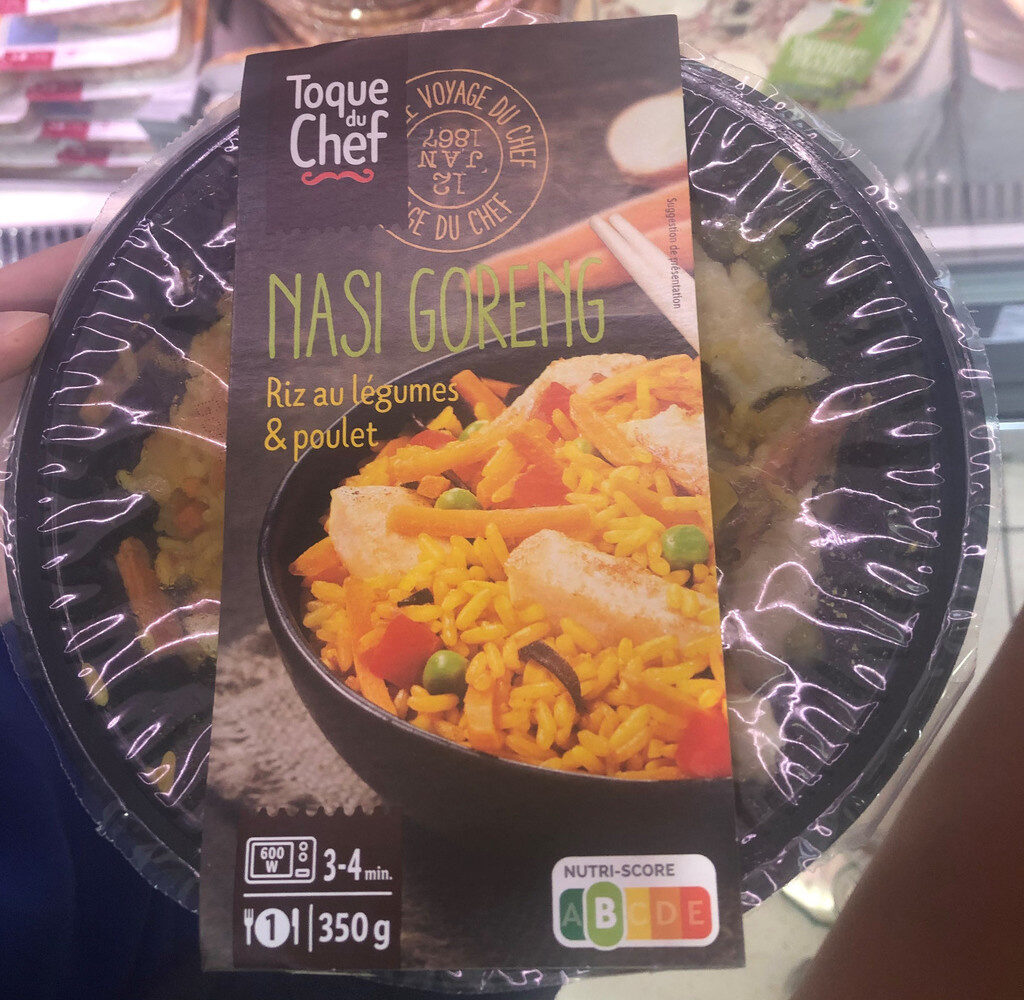 Toque
du
Chef
VOYAGE DU CHEF
12
JAN
1867
GE DU CHEF
Suggestion de présentation
NASI GORENG
Riz au légumes
& poulet
600
W
3-4 min.
1
350 g
NUTRI-SCORE
A B C D E